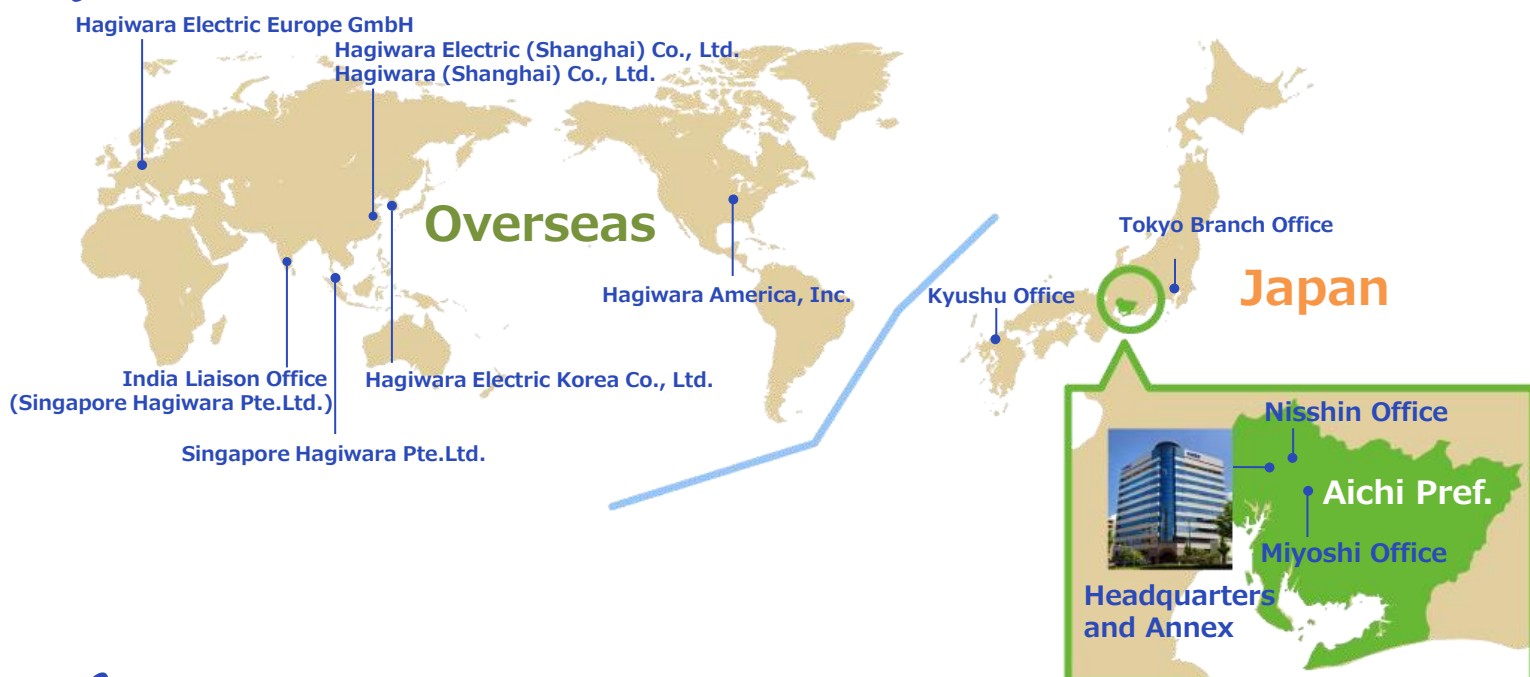 Hagiwara Electric Europe GmbH
Hagiwara Electric (Shanghai) Co., Ltd.
Hagiwara (Shanghai) Co., Ltd.
Overseas
Hagiwara America, Inc.
India Liaison Office
(Singapore Hagiwara Pte.Ltd.)
Hagiwara Electric Korea Co., Ltd.
Singapore Hagiwara Pte.Ltd.
Tokyo Branch Office
Japan
Kyushu Office
Nisshin Office
Aichi Pref.
Miyoshi Office
Headquarters
and Annex